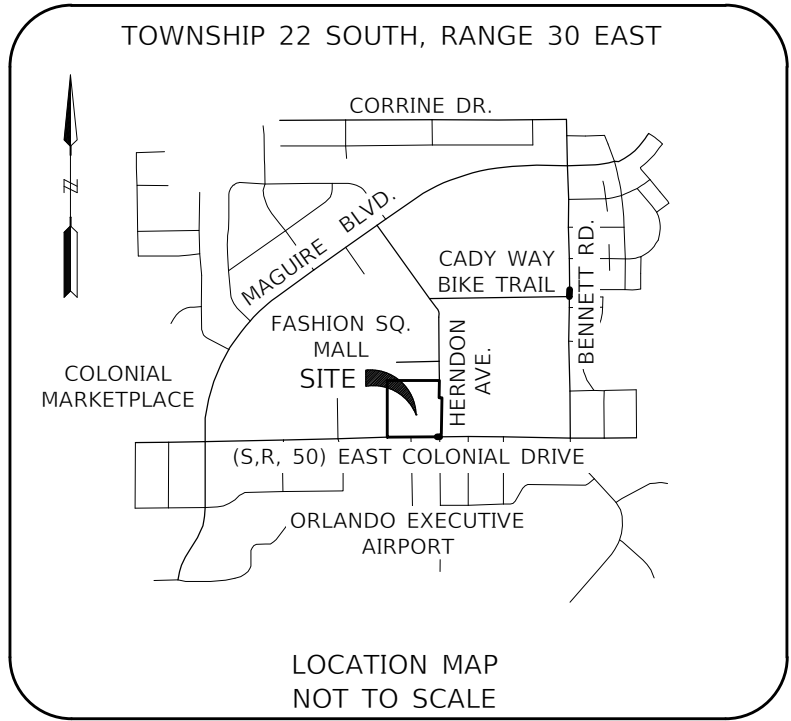 TOWNSHIP 22 SOUTH, RANGE 30 EAST
N
CORRINE DR.
MAGUIRE BLVD.
CADY WAY
BIKE TRAIL
BENNETT RD.
FASHION SQ.
MALL
SITE
HERNDON
AVE.
COLONIAL
MARKETPLACE
(S,R, 50) EAST COLONIAL DRIVE
ORLANDO EXECUTIVE
AIRPORT
LOCATION MAP
NOT TO SCALE